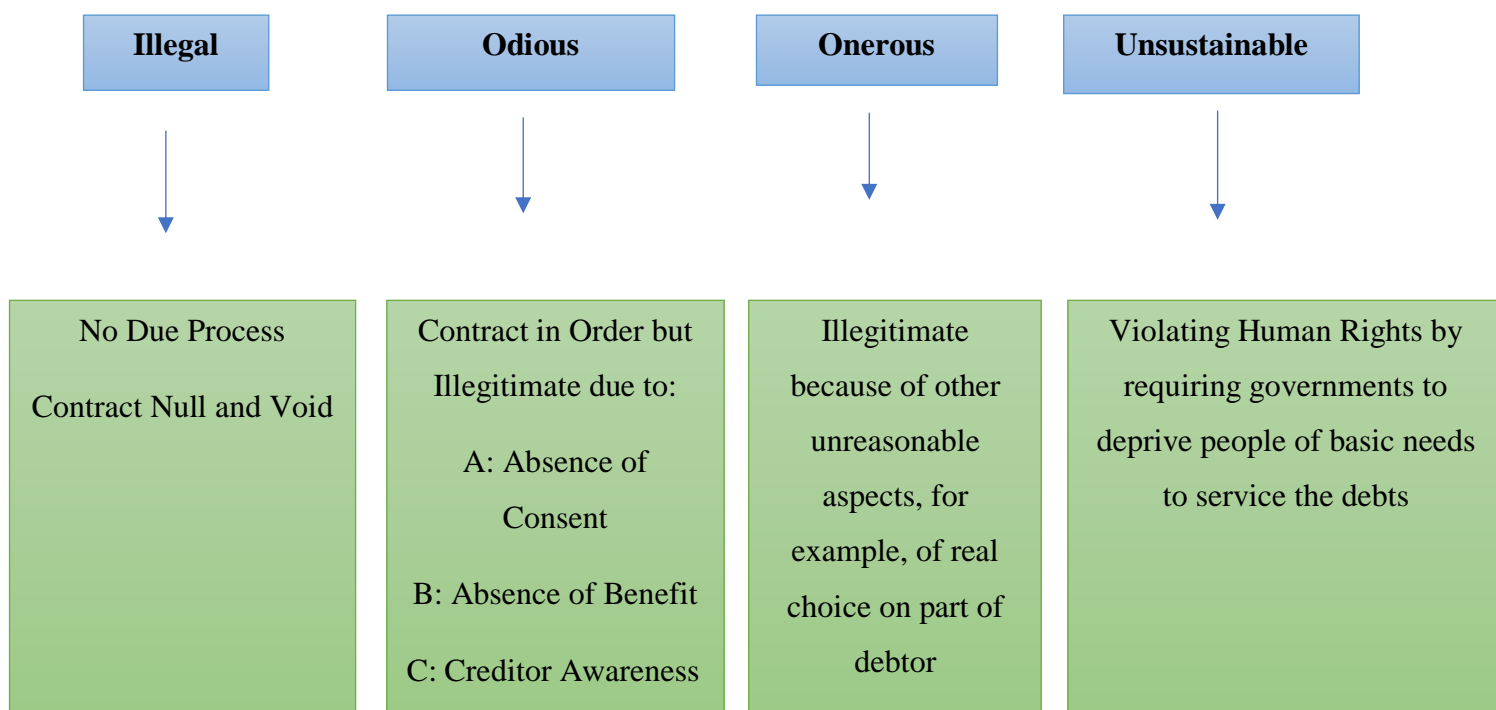 Illegal
Odious
Onerous
Unsustainable
No Due Process
Contract Null and Void
Contract in Order but
Illegitimate due to:
A: Absence of
Consent
B: Absence of Benefit
C: Creditor Awareness
Illegitimate
because of other
unreasonable
aspects, for
example, of real
choice on part of
debtor
Violating Human Rights by
requiring governments to
deprive people of basic needs
to service the debts